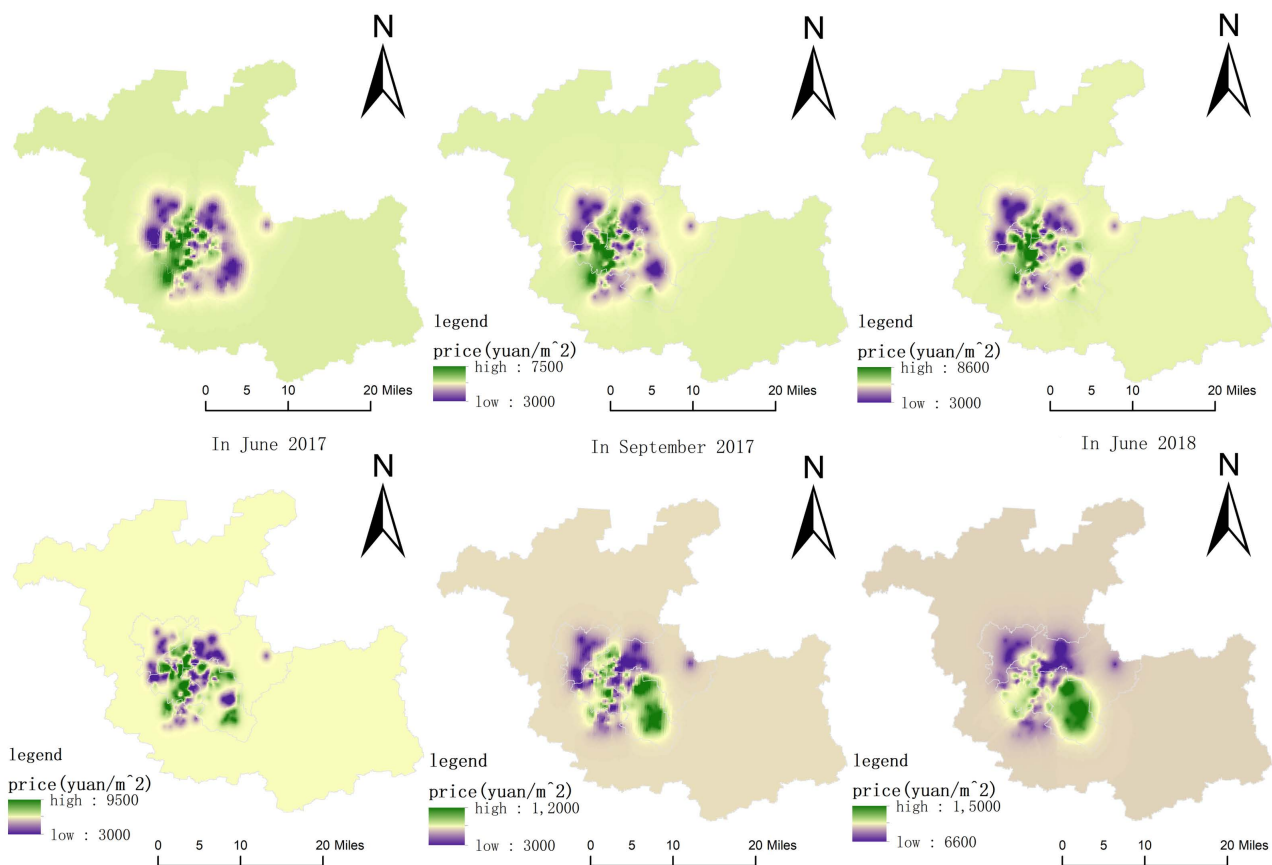 N
N
N
legend
price(yuan/m^2)
high : 7500
low : 3000
legend
price(yuan/m^2)
high : 8600
low : 3000
0 5 10 20 Miles
0 5 10 20 Miles
0 5 10 20 Miles
In June 2017
In September 2017
In June 2018
N
N
N
legend
price(yuan/m^2)
high : 9500
low : 3000
legend
price(yuan/m^2)
high : 1,2000
low : 3000
legend
price(yuan/m^2)
high : 1,5000
low : 6600
0 5 10 20 Miles
0 5 10 20 Miles
0 5 10 20 Miles